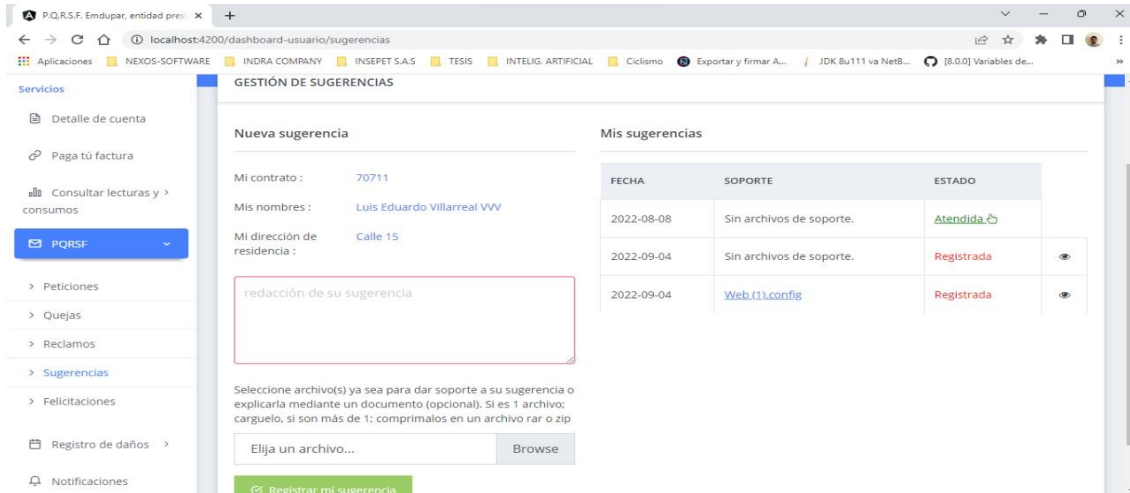 P.Q.R.S.F. Emdupar, entidad pres
localhost:4200/dashboard-usuario/sugerencias
Aplicaciones NEXOS-SOFTWARE INDRA COMPANY INSEPET S.A.S TESIS INTELIG. ARTIFICIAL Ciclismo Exportar y firmar A... JDK 8u111 va NetB... [8.0.0] Variables de...
Servicios
Detalle de cuenta
Paga tú factura
Consultar lecturas y
consumos
PQRSF
Peticiones
Quejas
Reclamos
Sugerencias
Felicitaciones
Registro de daños
Notificaciones
GESTIÓN DE SUGERENCIAS
Nueva sugerencia
Mi contrato : 70711
Mis nombres : Luis Eduardo Villarreal VVV
Mi dirección de Calle 15
residencia :
redacción de su sugerencia
Seleccione archivo(s) ya sea para dar soporte a su sugerencia o
explicarla mediante un documento (opcional). Si es 1 archivo;
carguelo, si son más de 1; comprimalos en un archivo rar o zip
Elija un archivo... Browse
Registrar mi sugerencia
Mis sugerencias
FECHA SOPORTE ESTADO
2022-08-08 Sin archivos de soporte. Atendida
2022-09-04 Sin archivos de soporte. Registrada
2022-09-04 Web (1).config Registrada